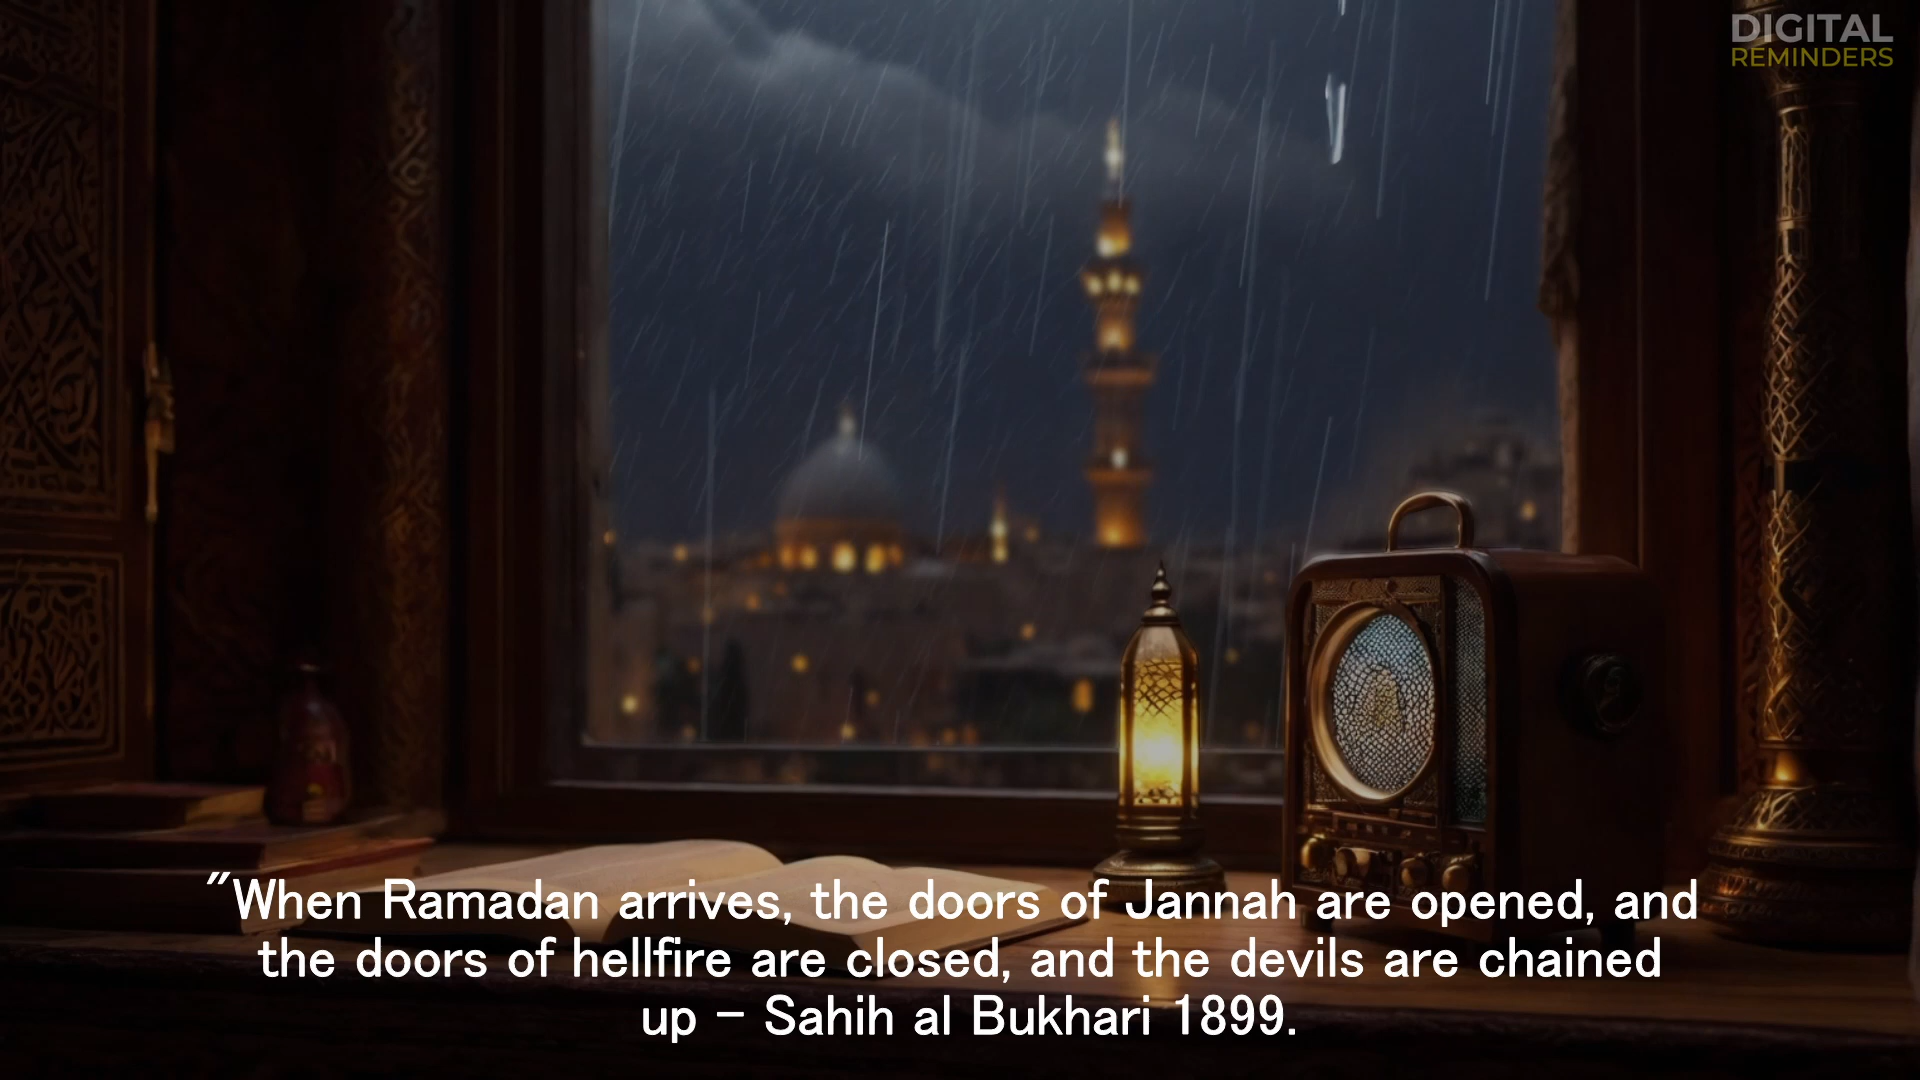 DIGITAL
REMINDERS
"When Ramadan arrives, the doors of Jannah are opened, and
the doors of hellfire are closed, and the devils are chained
up - Sahih al Bukhari 1899.